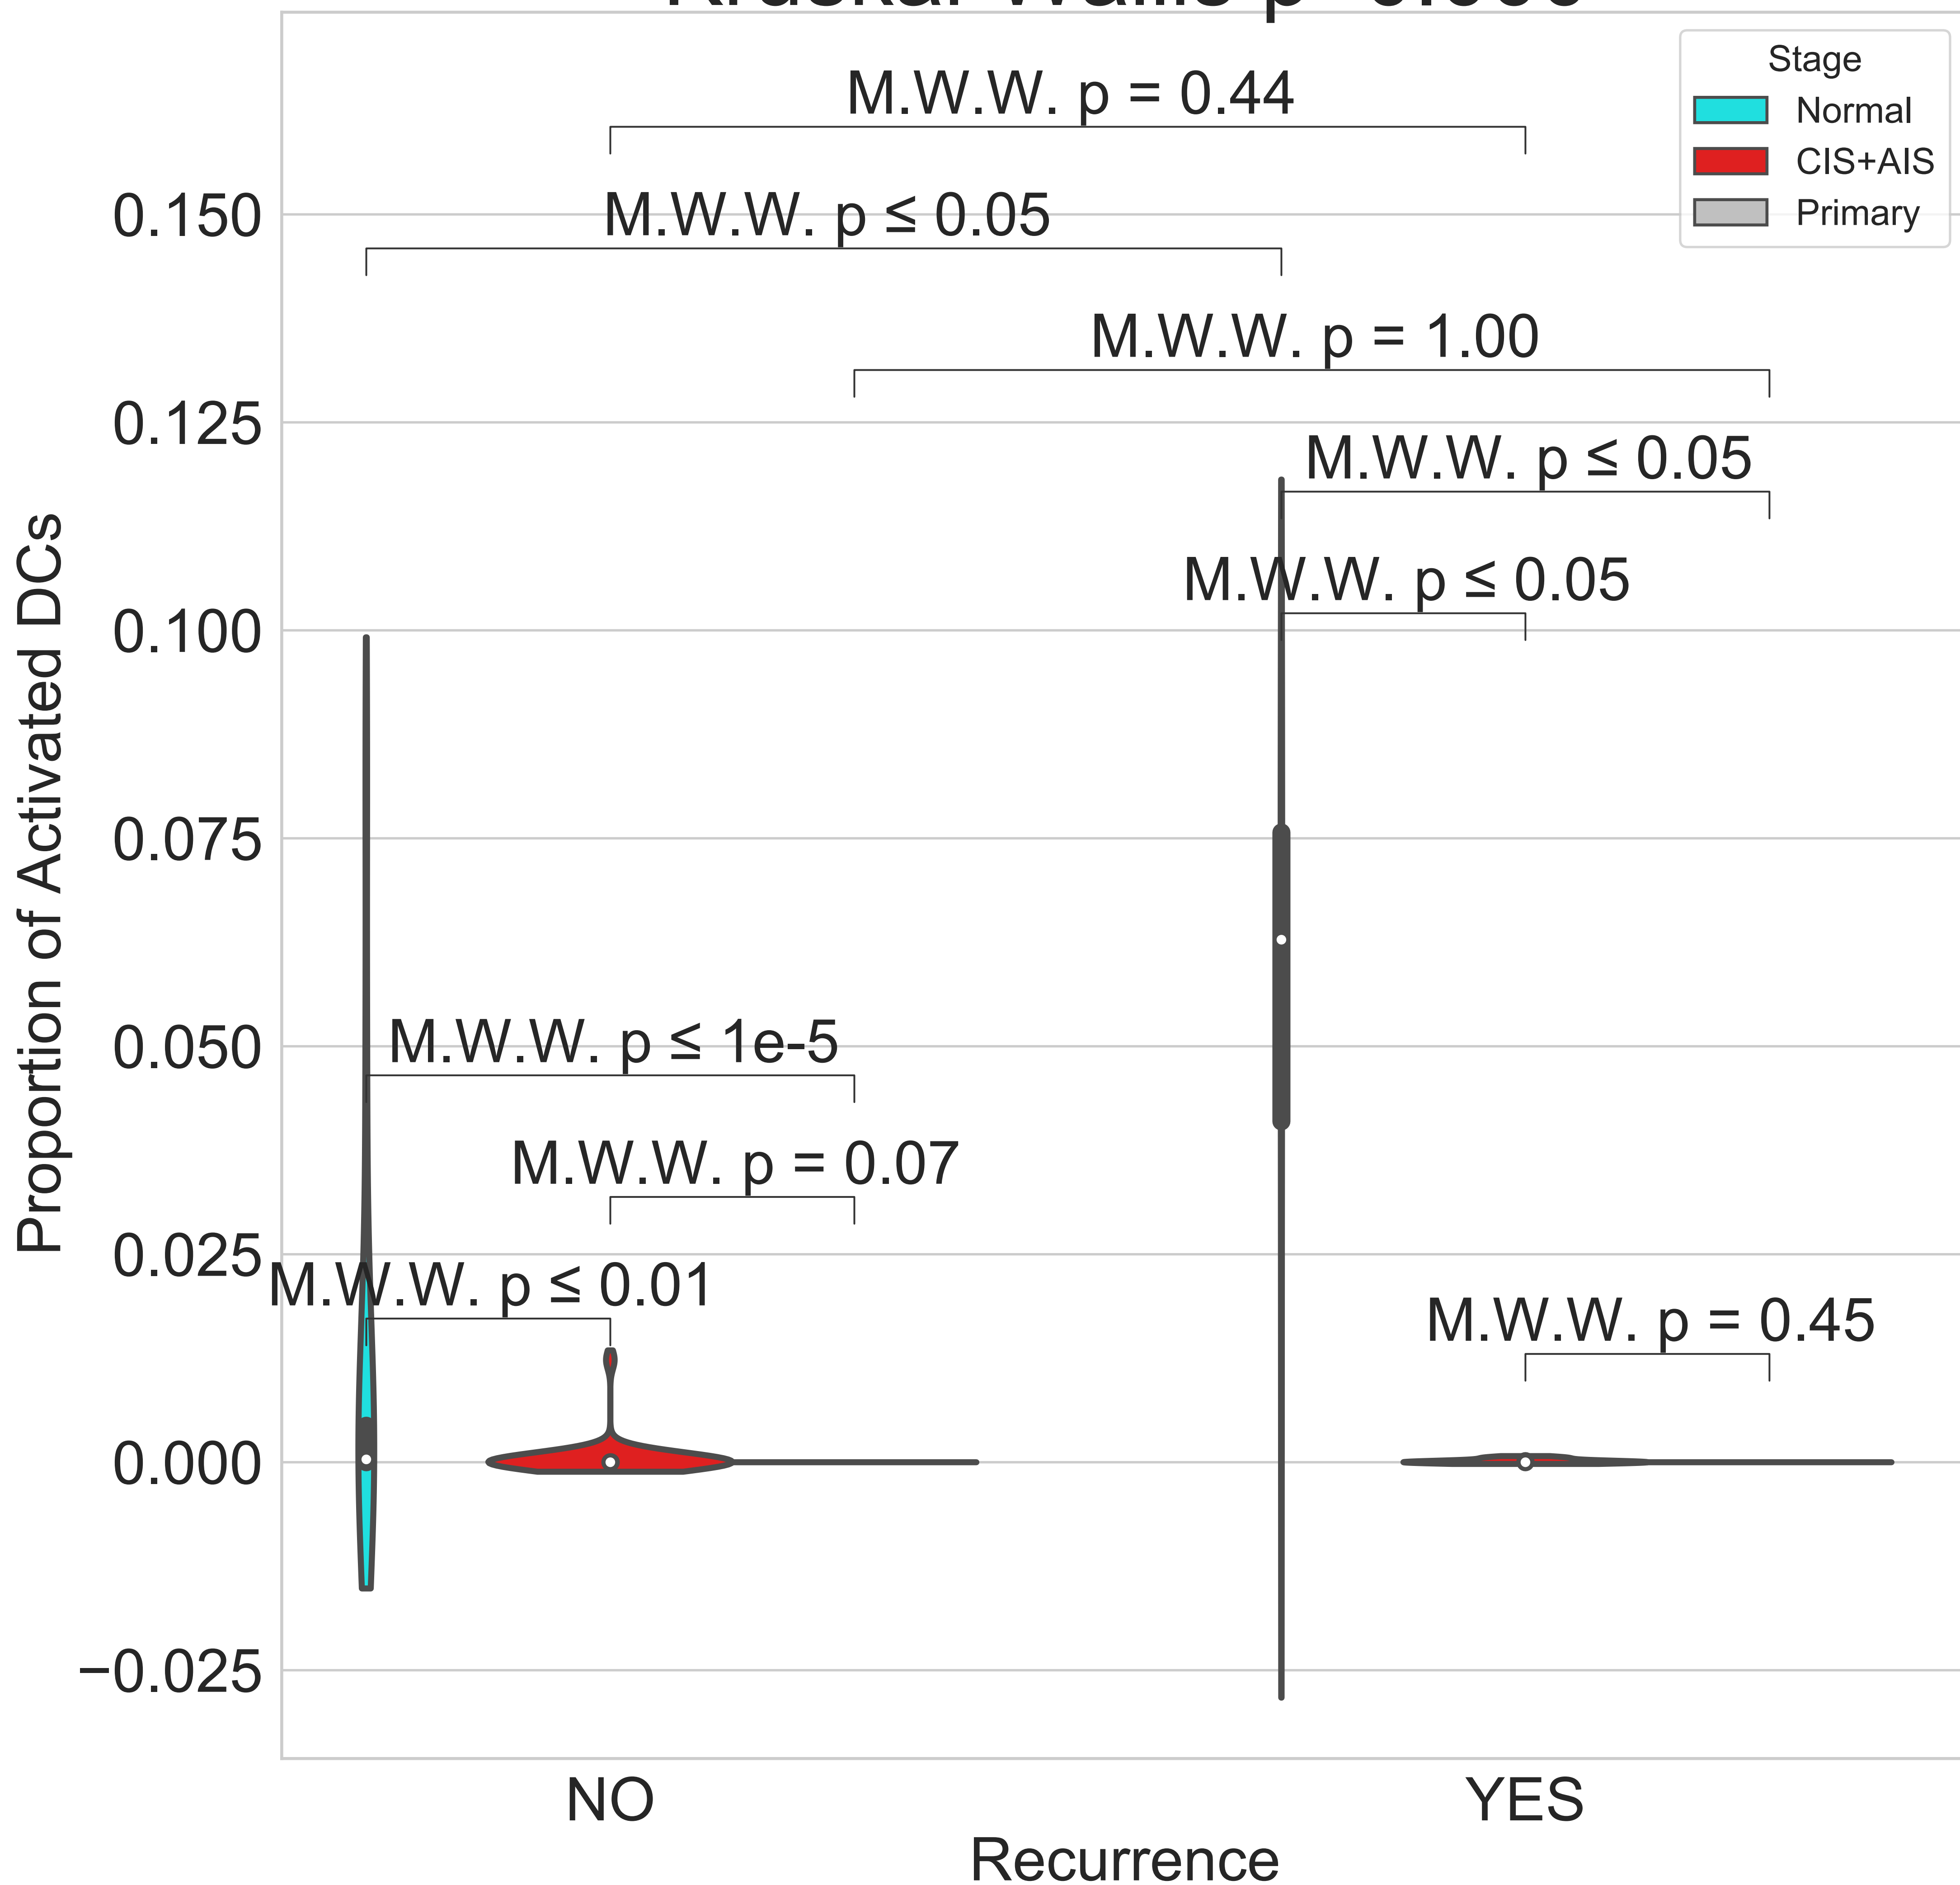 Stage
Normal
CIS+AIS
Primary
M.W.W. p = 0.44
M.W.W. p ≤ 0.05
M.W.W. p = 1.00
M.W.W. p ≤ 0.05
M.W.W. p ≤ 0.05
M.W.W. p ≤ 1e-5
M.W.W. p = 0.07
M.W.W. p ≤ 0.01
M.W.W. p = 0.45
0.150
0.125
0.100
0.075
0.050
0.025
0.000
−0.025
Proportion of Activated DCs
NO
YES
Recurrence